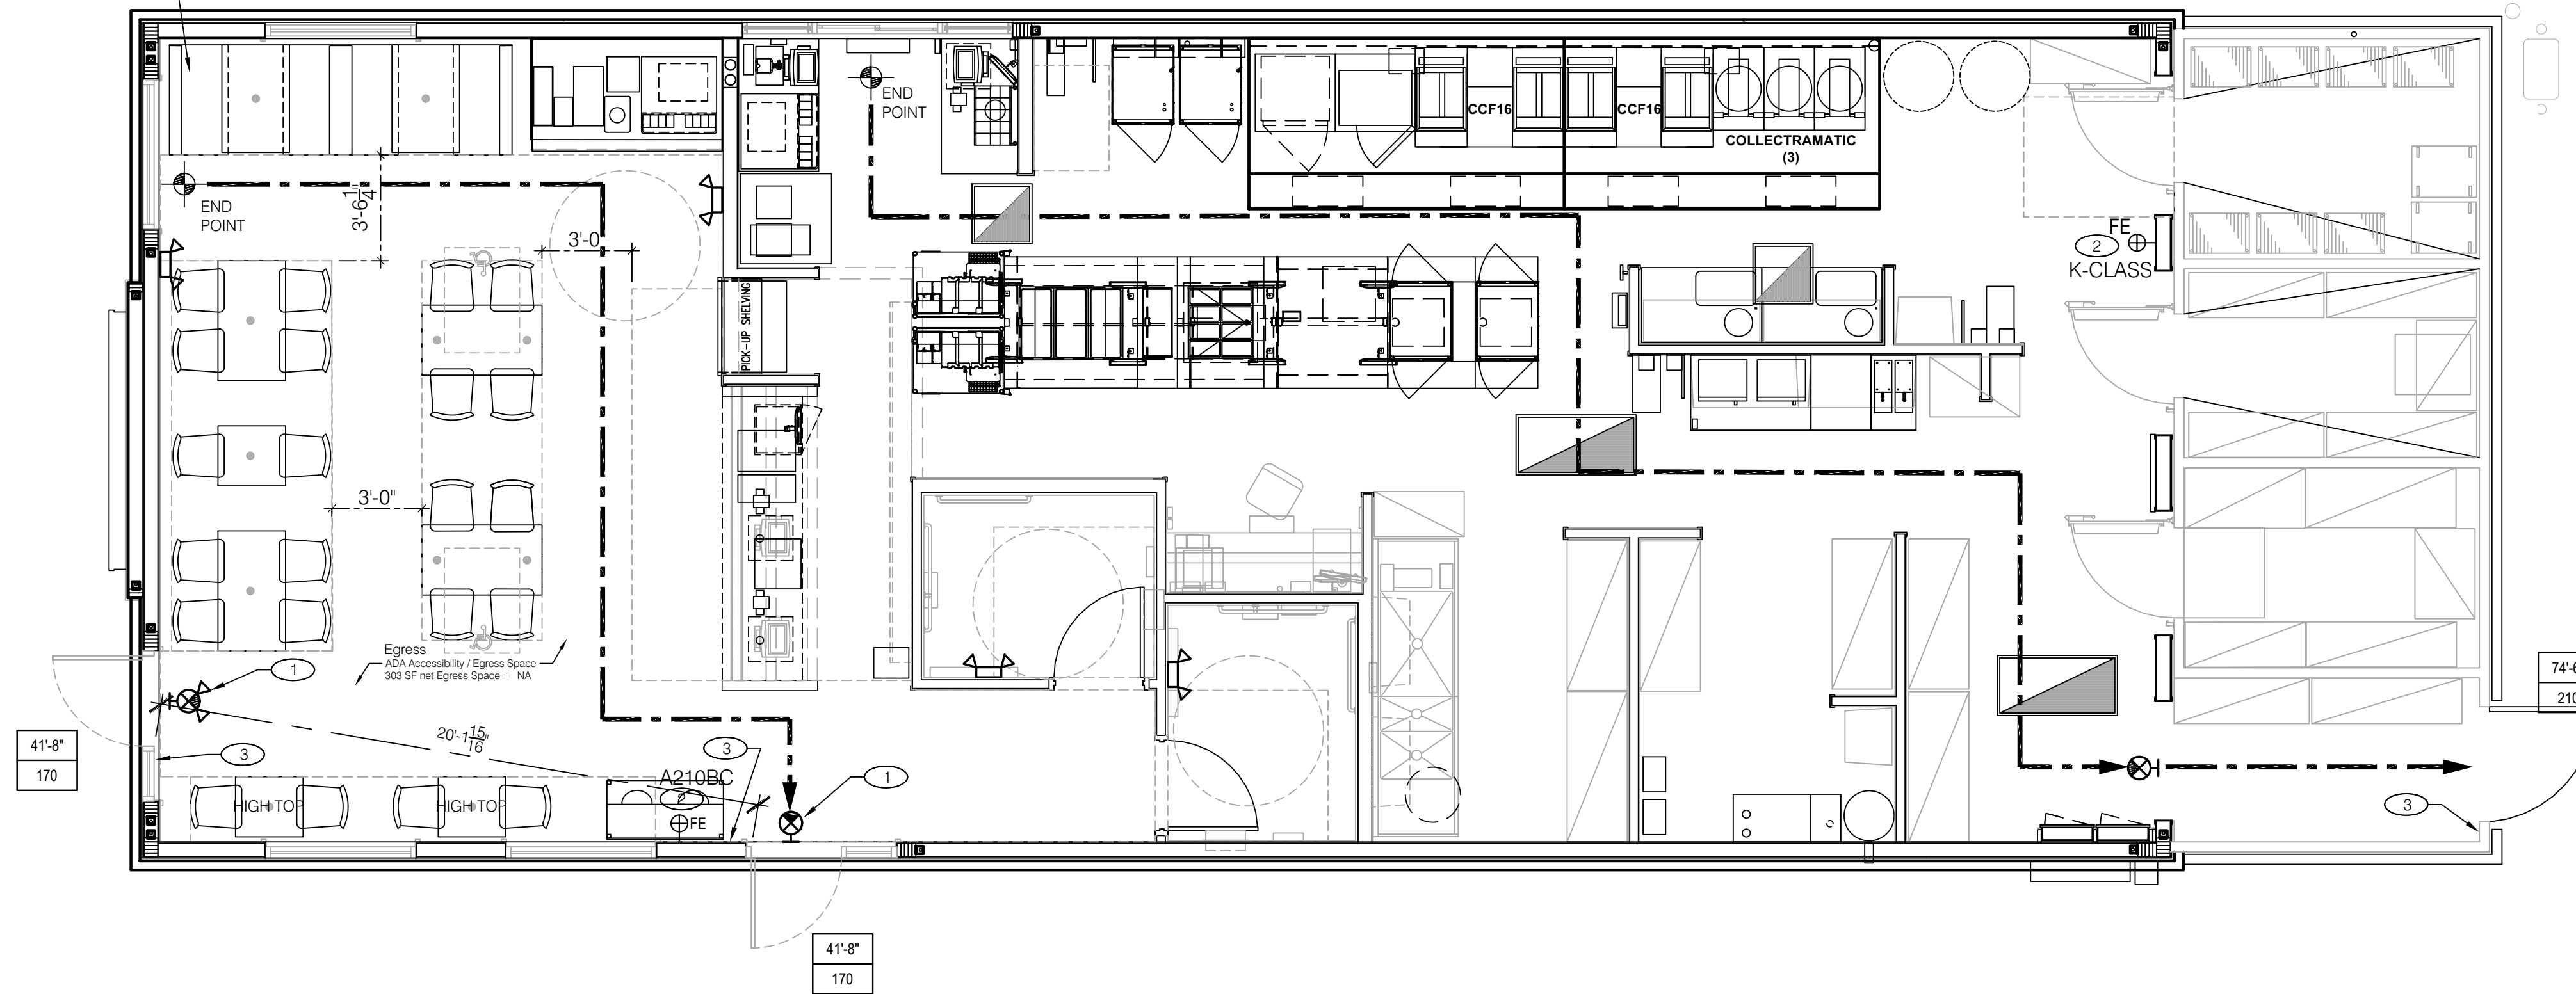 END
POINT
CCF16
CCF16
COLLECTRAMATIC
(3)
END
POINT
3'-6 1/4"
3'-0
FE
2
K-CLASS
PICK-UP SHELVING
3'-0"
Egress
ADA Accessibility / Egress Space
303 SF net Egress Space = NA
1
20'-1 15/16"
3
3
A210BC
2
1
41'-8"
170
HIGH TOP
HIGH TOP
FE
3
41'-8"
170